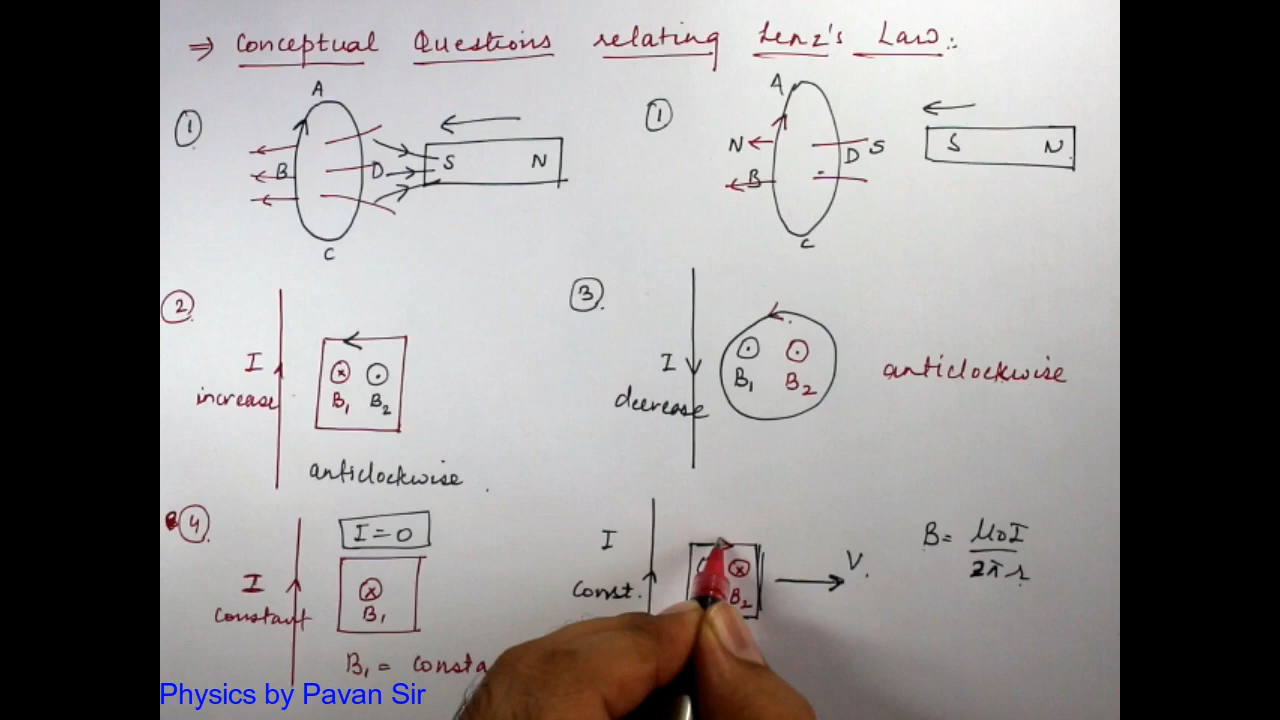 ⇒ Conceptual Questions relating Lenz's Law:
①
A
B
D
C
S N
①
A
N
B
D S
C
S N
②
I
increase
⊗ ⊙
B₁ B₂
anticlockwise
③
I
decrease
⊙ ⊙
B₁ B₂
anticlockwise
④
I = 0
I
constant
⊗
B₁
B₁ = consta
I
const.
⊗
B₂
V.
B = μ0I
2πr
Physics by Pavan Sir